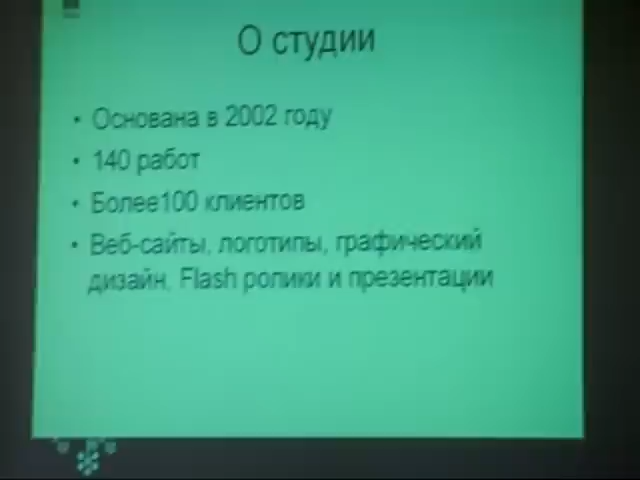 О студии
• Основана в 2002 году
• 140 работ
• Более100 клиентов
• Веб-сайты, логотипы, графический
дизайн, Flash ролики и презентации